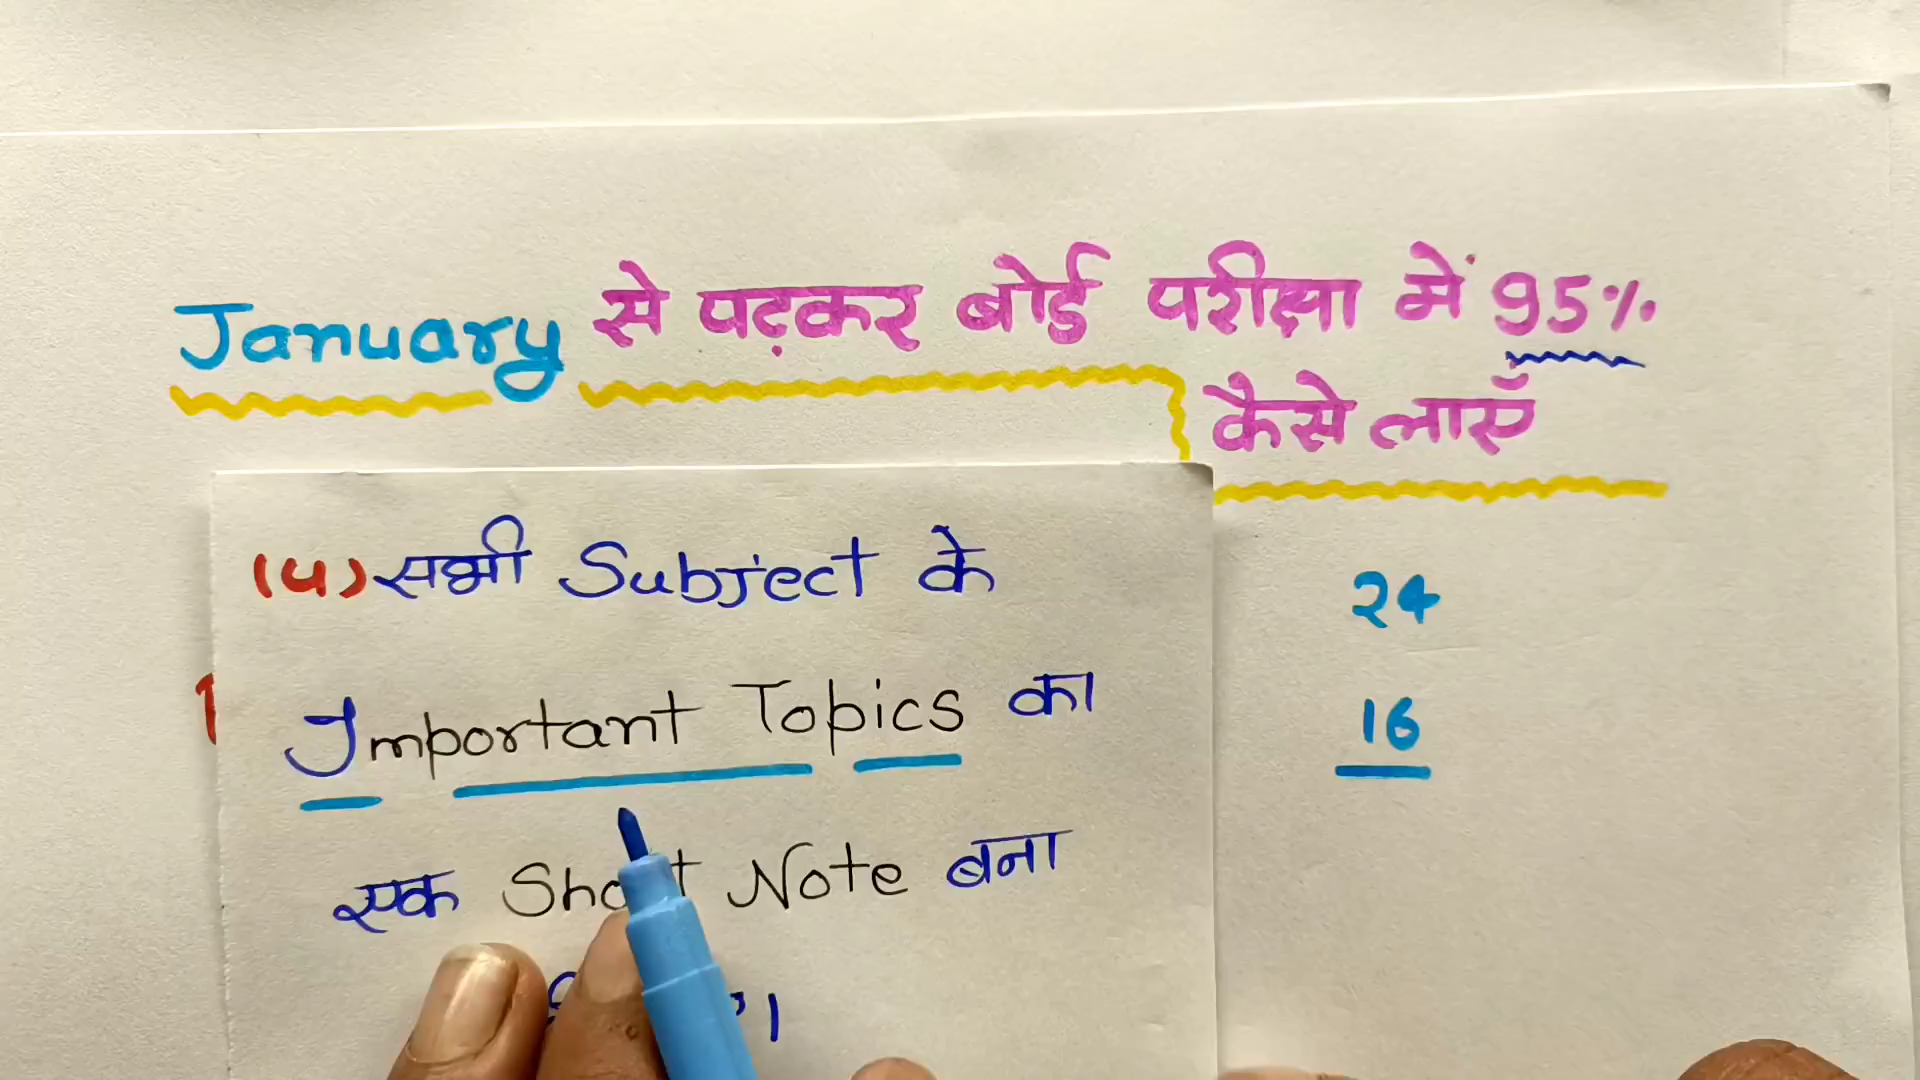 January से पढ़कर बोर्ड परीक्षा में 95%
कैसे लाएँ
(4) सभी Subject के
Important Topics का
एक Short Note बना
24
16